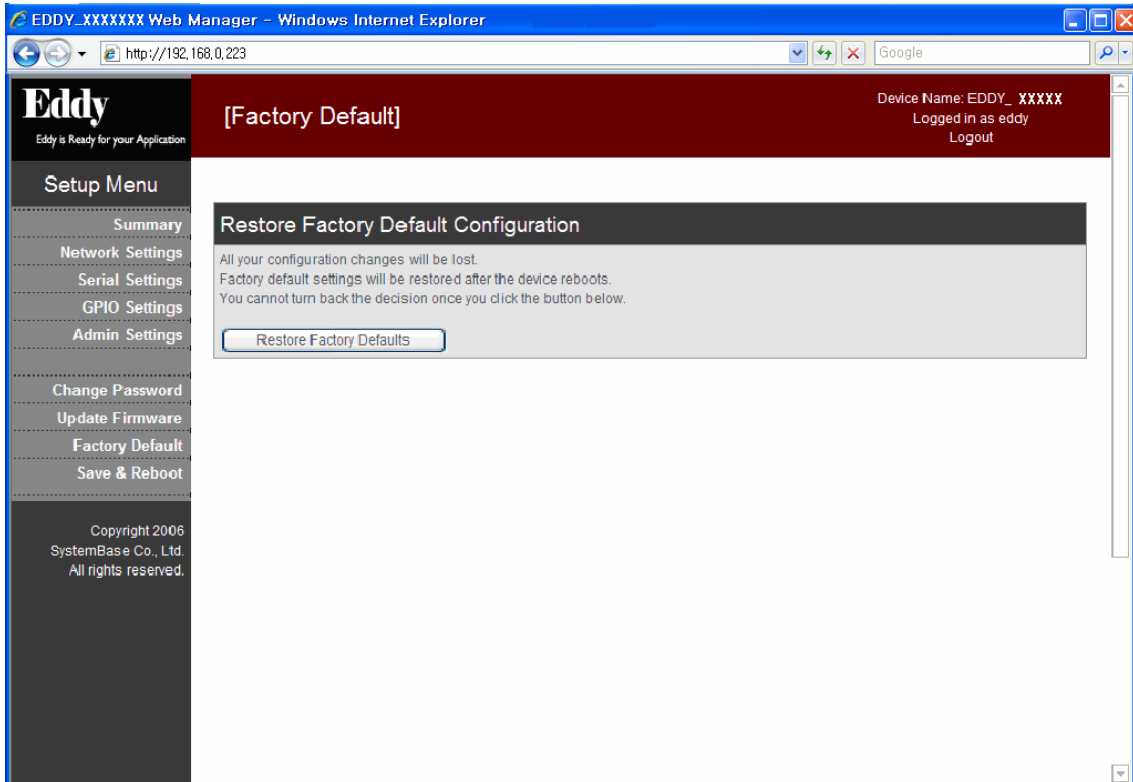 EDDY_XXXXXXX Web Manager - Windows Internet Explorer
http://192,168,0,223
Google
Eddy
Eddy is Ready for your Application
[Factory Default]
Device Name: EDDY_ XXXXX
Logged in as eddy
Logout
Setup Menu
Summary
Network Settings
Serial Settings
GPIO Settings
Admin Settings
Change Password
Update Firmware
Factory Default
Save & Reboot
Copyright 2006
SystemBase Co., Ltd.
All rights reserved.
Restore Factory Default Configuration
All your configuration changes will be lost.
Factory default settings will be restored after the device reboots.
You cannot turn back the decision once you click the button below.
Restore Factory Defaults